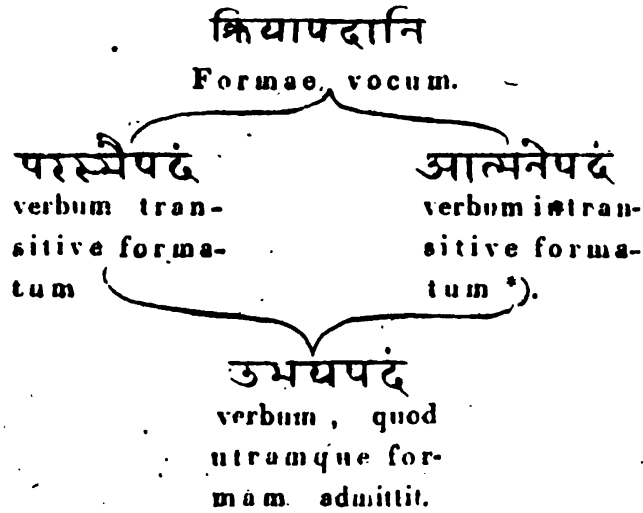 क्रियापदानि
Formae vocum.
परस्मैपदं
verbum tran-
sitive forma-
tum
आत्मनेपदं
verbum intran-
sitive forma-
tum *).
उभयपदं
verbum, quod
utramque for-
mam admittit.